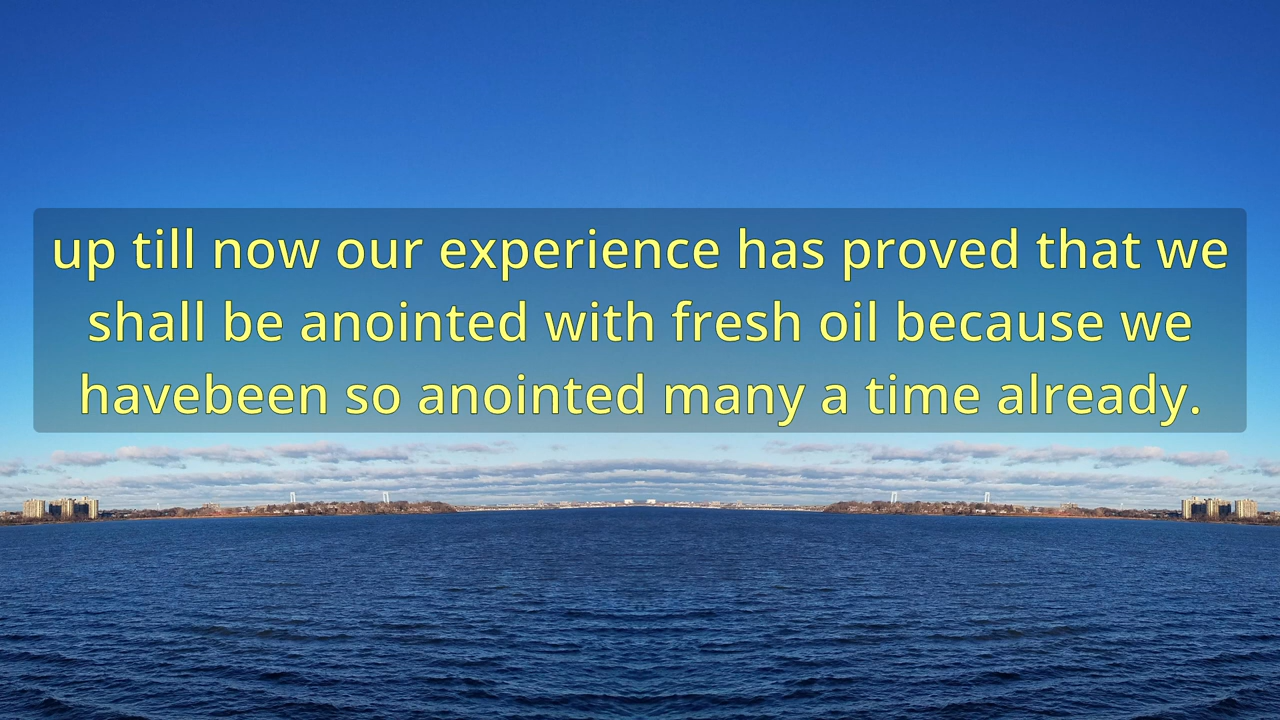 up till now our experience has proved that we
shall be anointed with fresh oil because we
havebeen so anointed many a time already.